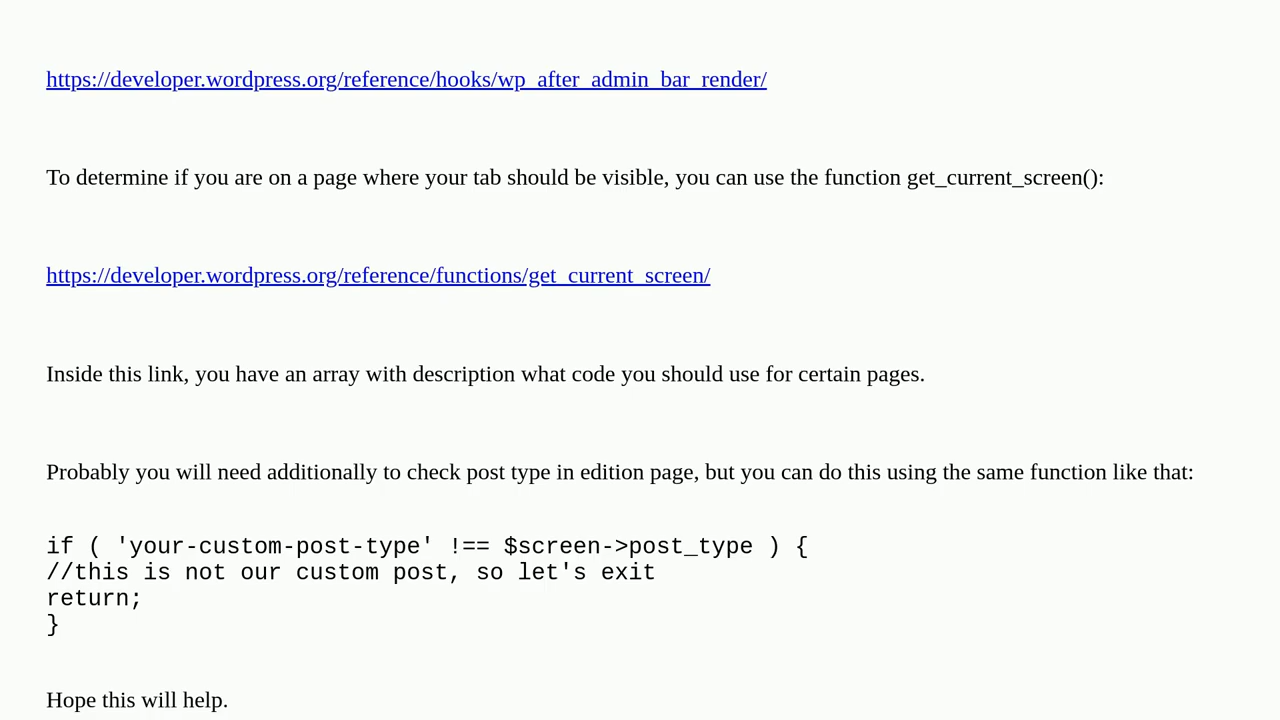 https://developer.wordpress.org/reference/hooks/wp_after_admin_bar_render/
To determine if you are on a page where your tab should be visible, you can use the function get_current_screen():
https://developer.wordpress.org/reference/functions/get_current_screen/
Inside this link, you have an array with description what code you should use for certain pages.
Probably you will need additionally to check post type in edition page, but you can do this using the same function like that:
if ( 'your-custom-post-type' !== $screen->post_type ) {
//this is not our custom post, so let's exit
return;
}
Hope this will help.